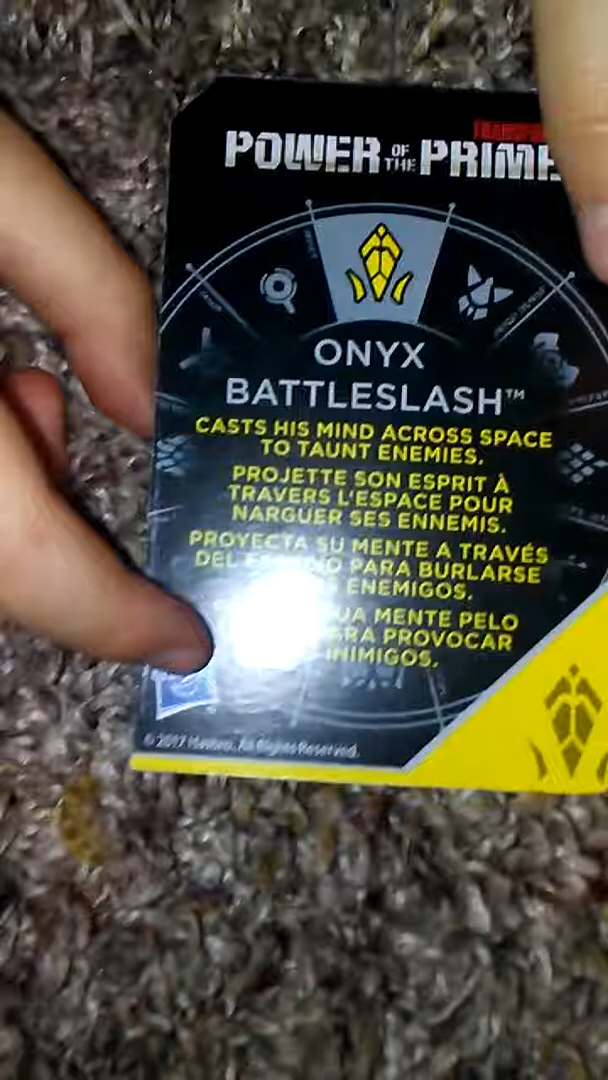 POWER OF THE PRIME
ONYX
BATTLESLASH™
CASTS HIS MIND ACROSS SPACE
TO TAUNT ENEMIES.
PROJETTE SON ESPRIT À
TRAVERS L'ESPACE POUR
NARGUER SES ENNEMIS.
PROYECTA SU MENTE A TRAVÉS
DEL PARA BURLARSE
ENEMIGOS.
MENTE PELO
PROVOCAR
INIMIGOS.
© 2017 Hasbro. All Rights Reserved.